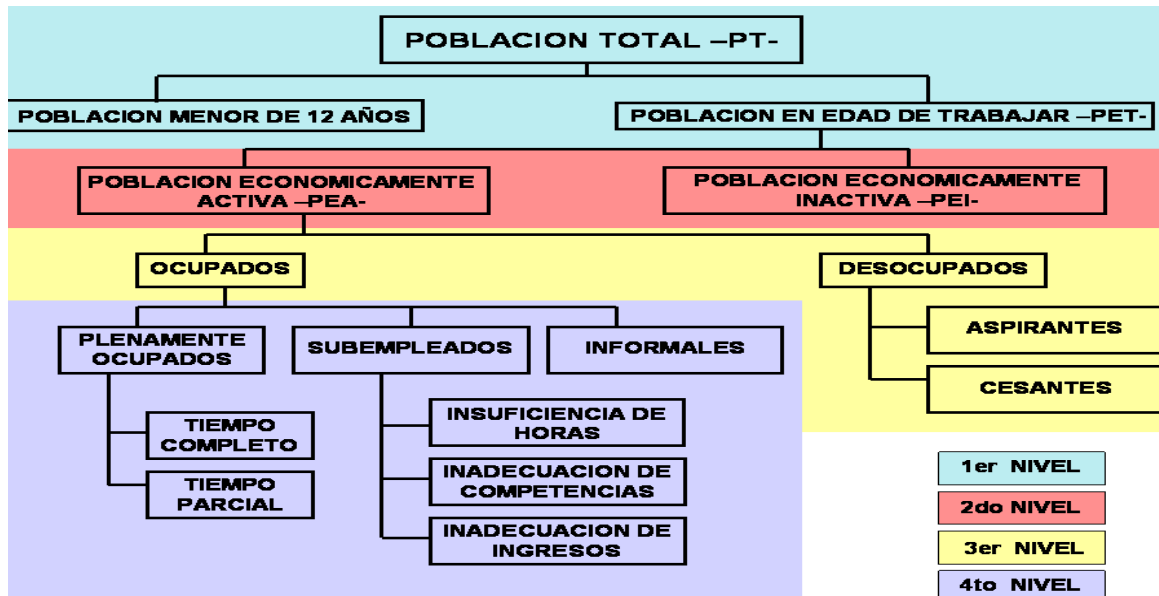 POBLACION TOTAL –PT-
POBLACION MENOR DE 12 AÑOS
POBLACION EN EDAD DE TRABAJAR –PET-
POBLACION ECONOMICAMENTE
ACTIVA –PEA-
POBLACION ECONOMICAMENTE
INACTIVA –PEI-
OCUPADOS
DESOCUPADOS
PLENAMENTE
OCUPADOS
SUBEMPLEADOS
INFORMALES
ASPIRANTES
CESANTES
TIEMPO
COMPLETO
TIEMPO
PARCIAL
INSUFICIENCIA DE
HORAS
INADECUACION DE
COMPETENCIAS
INADECUACION DE
INGRESOS
1er NIVEL
2do NIVEL
3er NIVEL
4to NIVEL